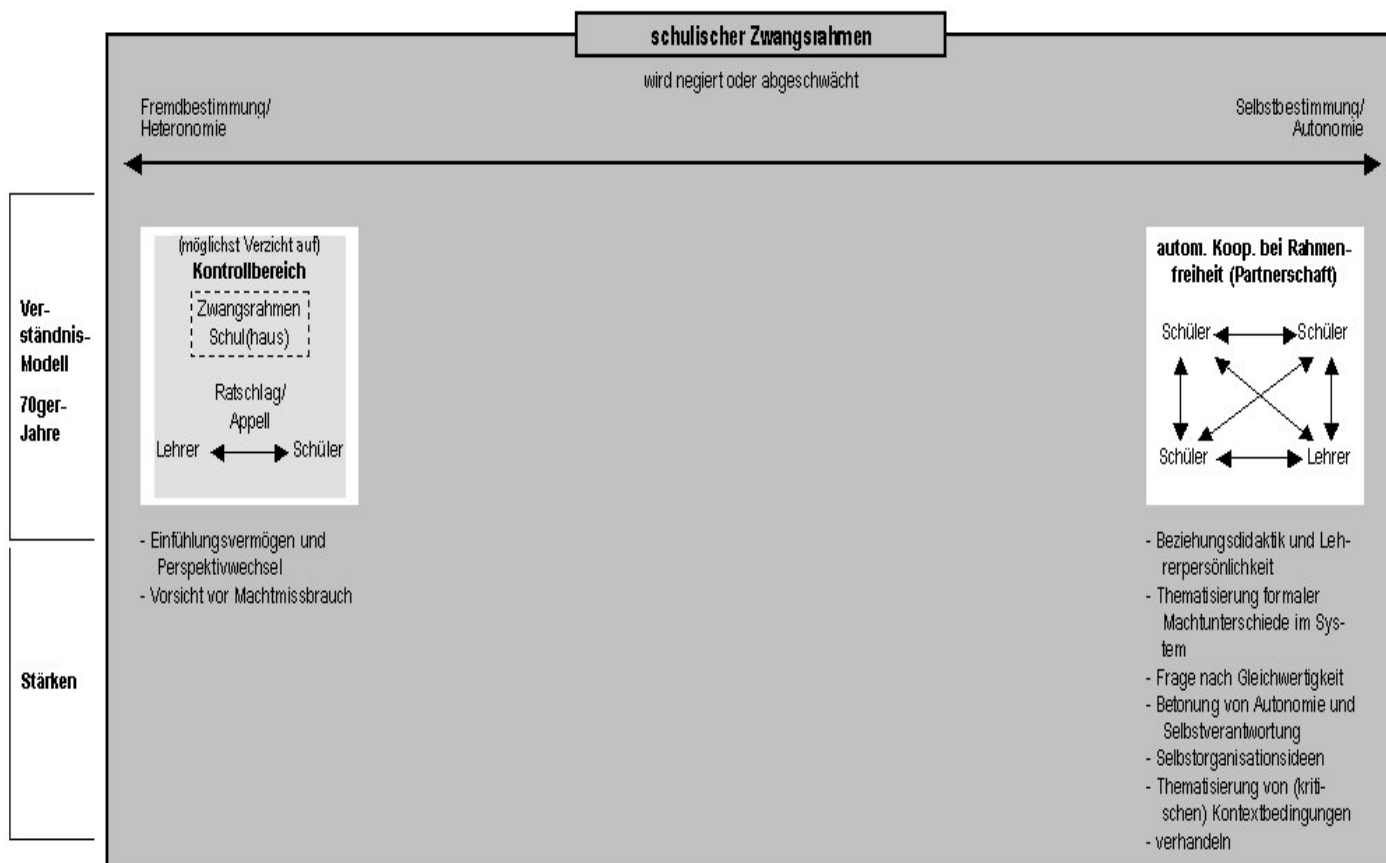 schulischer Zwangsrahmen
wird negiert oder abgeschwächt
Fremdbestimmung/
Heteronomie
Selbstbestimmung/
Autonomie
Ver-
ständnis-
Modell
70ger-
Jahre
(möglichst Verzicht auf)
Kontrollbereich
Zwangsrahmen
Schul(haus)
Ratschlag/
Appell
Lehrer
Schüler
autom. Koop. bei Rahmen-
freiheit (Partnerschaft)
Schüler
Schüler
Schüler
Lehrer
Stärken
- Einfühlungsvermögen und
Perspektivwechsel
- Vorsicht vor Machtmissbrauch
- Beziehungsdidaktik und Leh-
rerpersönlichkeit
- Thematisierung formaler
Machtunterschiede im Sys-
tem
- Frage nach Gleichwertigkeit
- Betonung von Autonomie und
Selbstverantwortung
- Selbstorganisationsideen
- Thematisierung von (kriti-
schen) Kontextbedingungen
- verhandeln